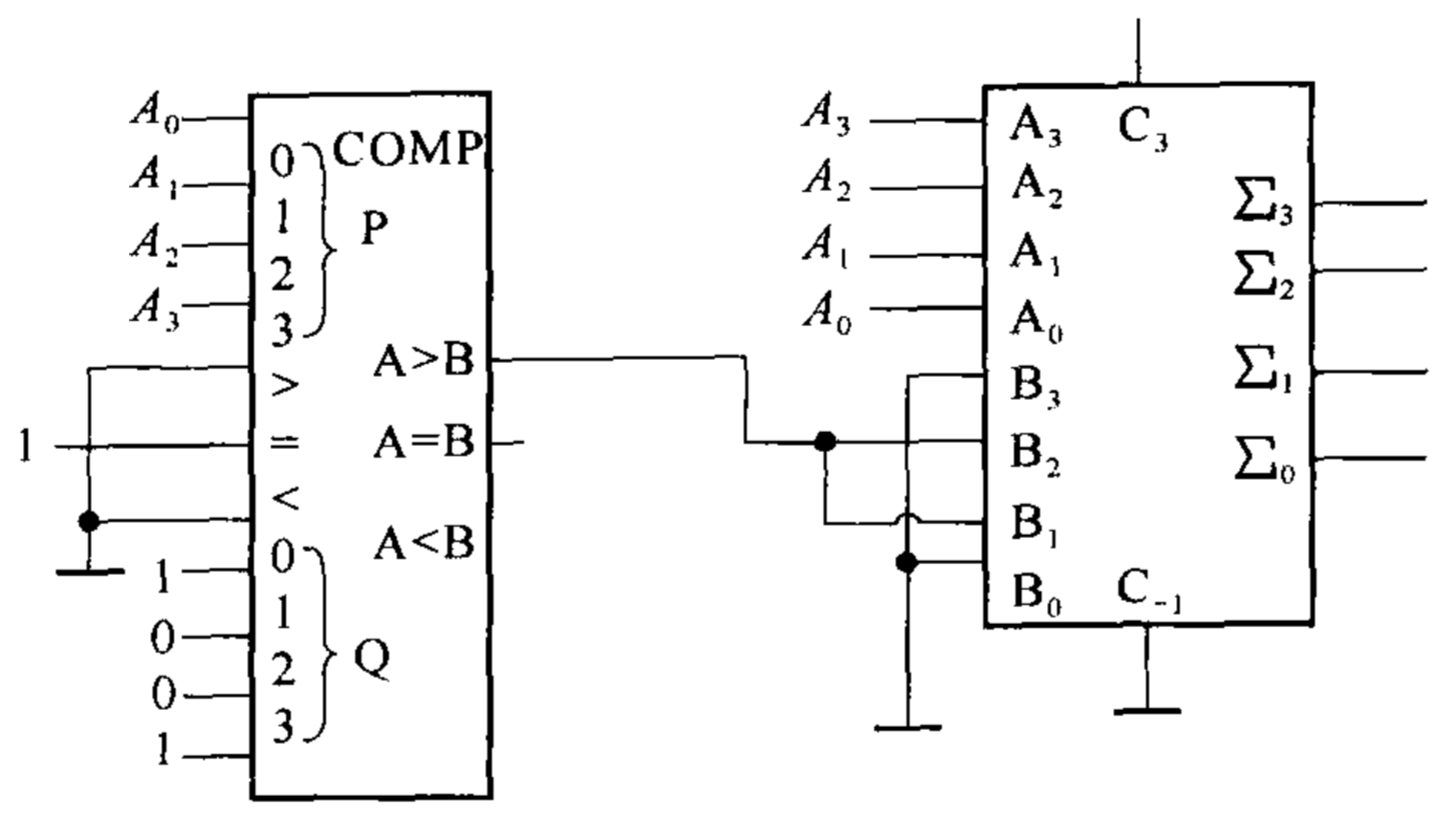 A₀
A₁
A₂
A₃
1
1
0
0
1
COMP
0
1
2
3
P
>
=
<
0
1
2
3
Q
A>B
A=B
A<B
A₃
A₂
A₁
A₀
A₃
A₂
A₁
A₀
B₃
B₂
B₁
B₀
C₃
C₋₁
Σ₃
Σ₂
Σ₁
Σ₀